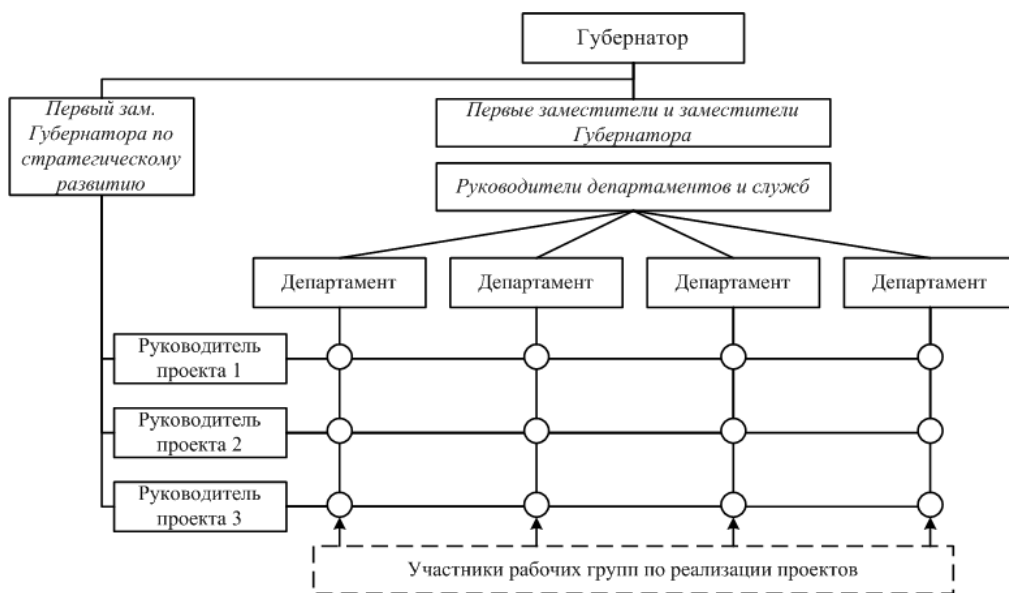 Губернатор
Первый зам.
Губернатора по
стратегическому
развитию
Первые заместители и заместители
Губернатора
Руководители департаментов и служб
Департамент
Департамент
Департамент
Департамент
Руководитель
проекта 1
Руководитель
проекта 2
Руководитель
проекта 3
Участники рабочих групп по реализации проектов